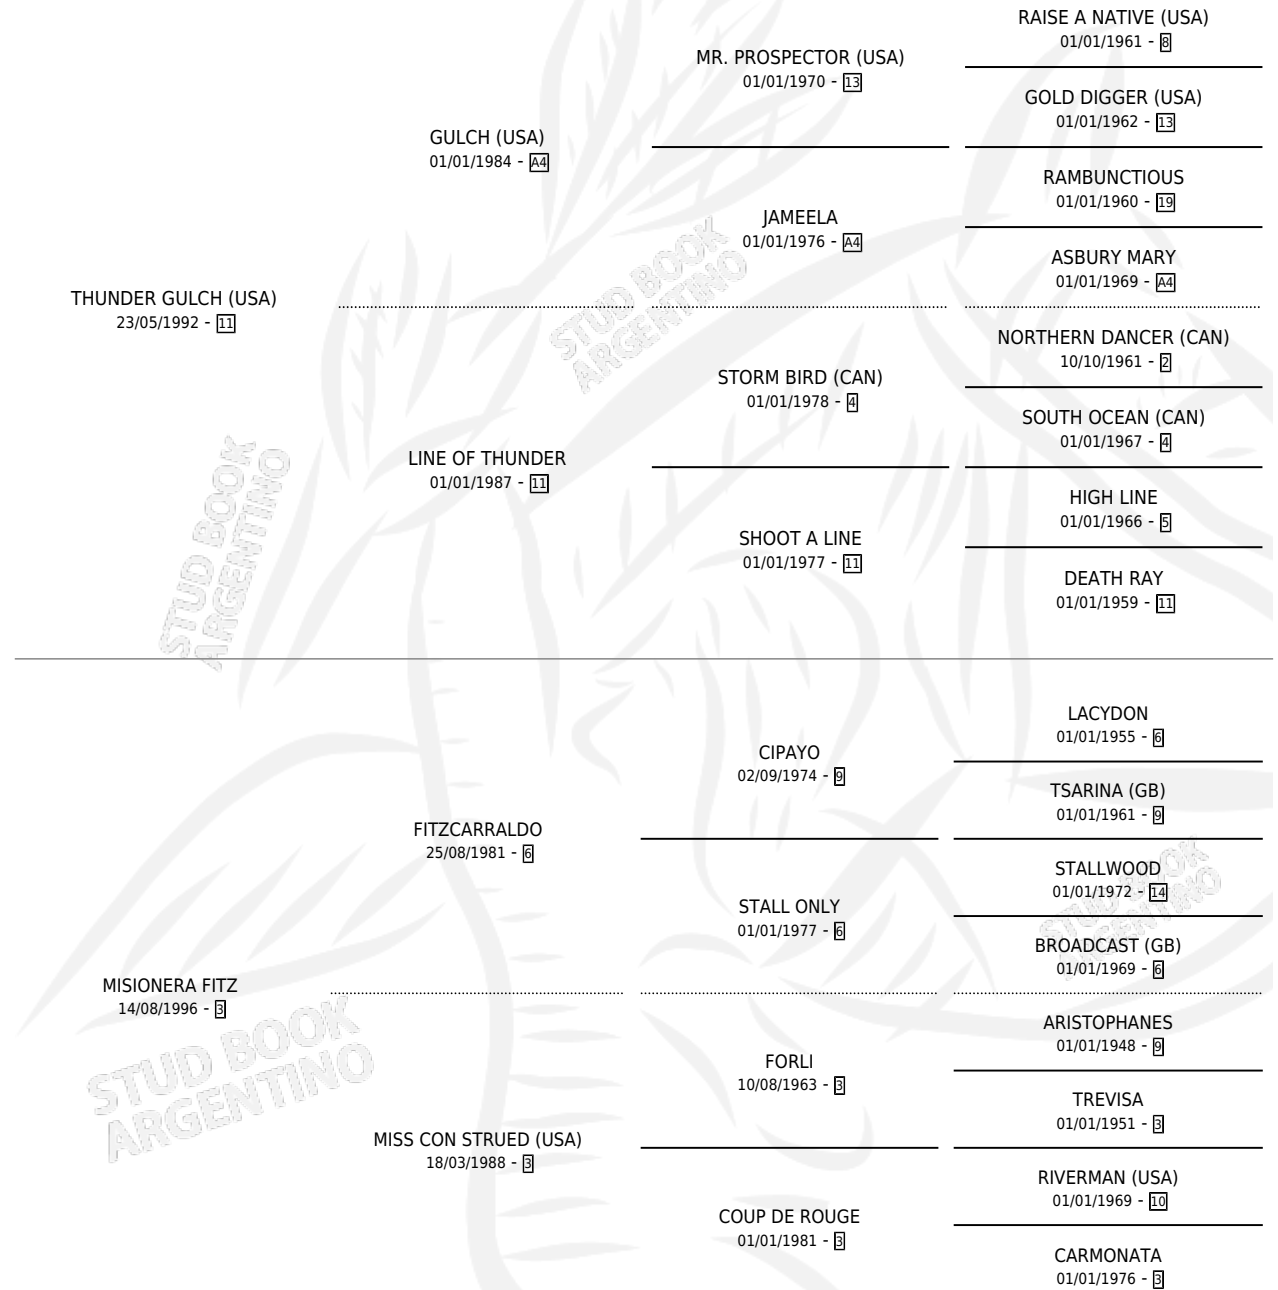 RAISE A NATIVE (USA)
01/01/1961 - 8
MR. PROSPECTOR (USA)
01/01/1970 - 13
GOLD DIGGER (USA)
01/01/1962 - 13
GULCH (USA)
01/01/1984 - A4
RAMBUNCTIOUS
01/01/1960 - 19
JAMEELA
01/01/1976 - A4
ASBURY MARY
01/01/1969 - A4
THUNDER GULCH (USA)
23/05/1992 - 11
STUD BOOK
ARGENTINO
NORTHERN DANCER (CAN)
10/10/1961 - 2
STORM BIRD (CAN)
01/01/1978 - 4
SOUTH OCEAN (CAN)
01/01/1967 - 4
LINE OF THUNDER
01/01/1987 - 11
HIGH LINE
01/01/1966 - 5
SHOOT A LINE
01/01/1977 - 11
DEATH RAY
01/01/1959 - 11
STUD BOOK
ARGENTINO
LACYDON
01/01/1955 - 6
CIPAYO
02/09/1974 - 9
TSARINA (GB)
01/01/1961 - 9
FITZCARRALDO
25/08/1981 - 6
STALLWOOD
01/01/1972 - 14
STALL ONLY
01/01/1977 - 6
BROADCAST (GB)
01/01/1969 - 6
STUD BOOK
ARGENTINO
MISIONERA FITZ
14/08/1996 - 3
ARISTOPHANES
01/01/1948 - 9
FORLI
10/08/1963 - 3
TREVISA
01/01/1951 - 3
STUD BOOK
ARGENTINO
MISS CON STRUED (USA)
18/03/1988 - 3
RIVERMAN (USA)
01/01/1969 - 10
COUP DE ROUGE
01/01/1981 - 3
CARMONATA
01/01/1976 - 3